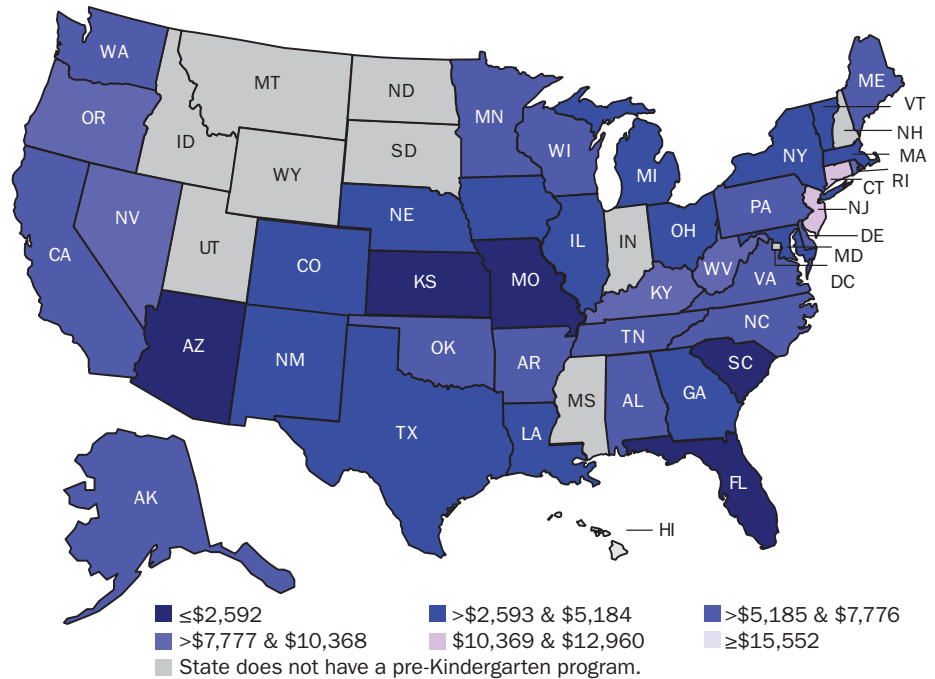 WA
MT
ND
MN
ME
VT
OR
NH
ID
SD
WI
NY
MA
MI
RI
WY
CT
PA
NJ
NE
NV
IL
IN
OH
DE
UT
CA
CO
MD
WV
VA
DC
KS
MO
KY
NC
TN
AZ
OK
NM
AR
SC
MS
AL
GA
TX
LA
FL
AK
HI
≤$2,592 >$2,593 & $5,184 >$5,185 & $7,776
>$7,777 & $10,368 $10,369 & $12,960 ≥$15,552
State does not have a pre-Kindergarten program.